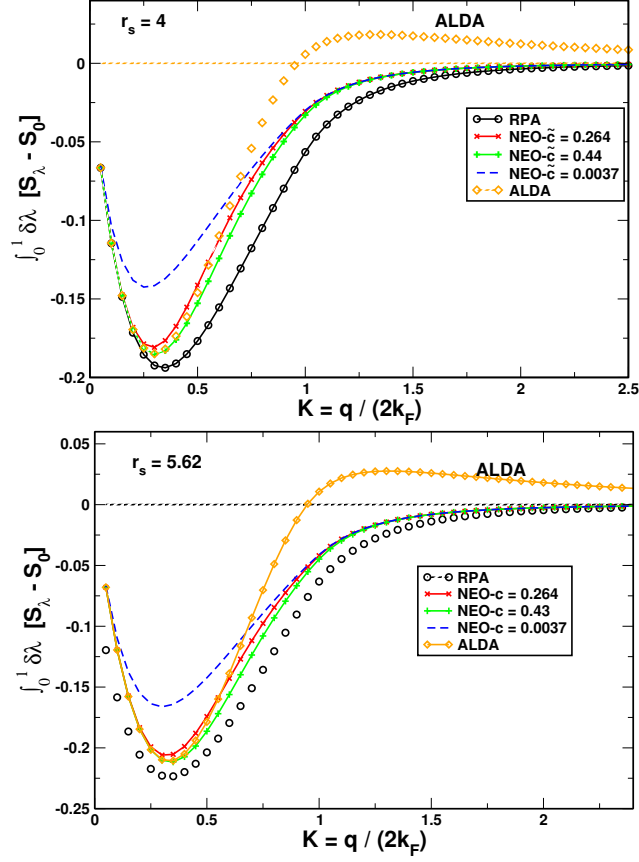 r_s = 4
ALDA
0
-0.05
-0.1
-0.15
-0.2
∫_0^1 δλ [S_λ - S_0]
RPA
NEO-c̃ = 0.264
NEO-c̃ = 0.44
NEO-c̃ = 0.0037
ALDA
0 0.5 1 1.5 2 2.5
K = q / (2k_F)
r_s = 5.62
ALDA
0.05
0
-0.05
-0.1
-0.15
-0.2
-0.25
∫_0^1 δλ [S_λ - S_0]
RPA
NEO-c = 0.264
NEO-c = 0.43
NEO-c = 0.0037
ALDA
0 0.5 1 1.5 2
K = q / (2k_F)